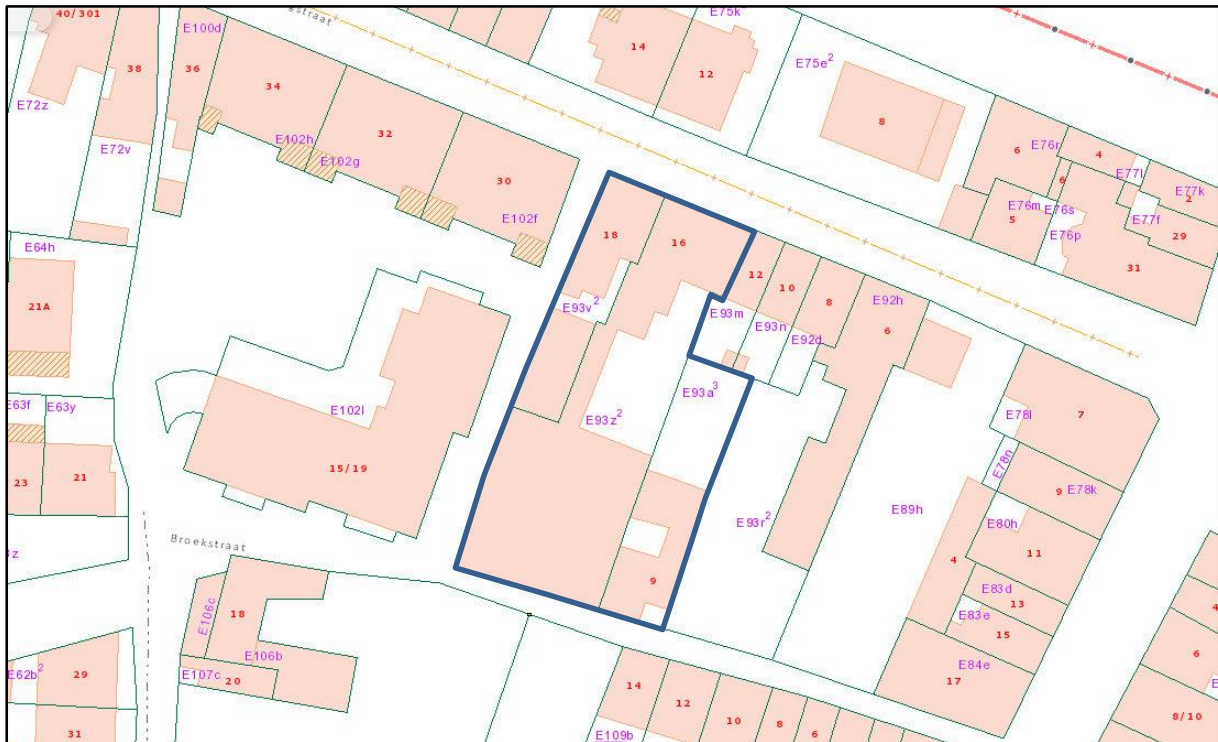 40/301
E100d
straat
E75k
38
36
34
14
12
E75e²
E72z
E72v
32
E102h
E102g
30
E102f
8
6
E76r
4
E77l
E77k
2
6
E76m
E76s
5
E77f
29
E76p
31
E64h
18
16
21A
E93v²
12
10
8
E92h
6
E93m
E93n
E92d
E93a³
E63f
E63y
E102l
E93z²
E78l
7
23
21
15/19
E78n
9
E78k
E93r²
E89h
E80h
11
Broekstraat
4
9
E83d
13
E83e
15
E84e
17
E106c
18
E106b
E107c
20
E62b²
29
31
14
12
10
8
6
E109b
4
6
8/10